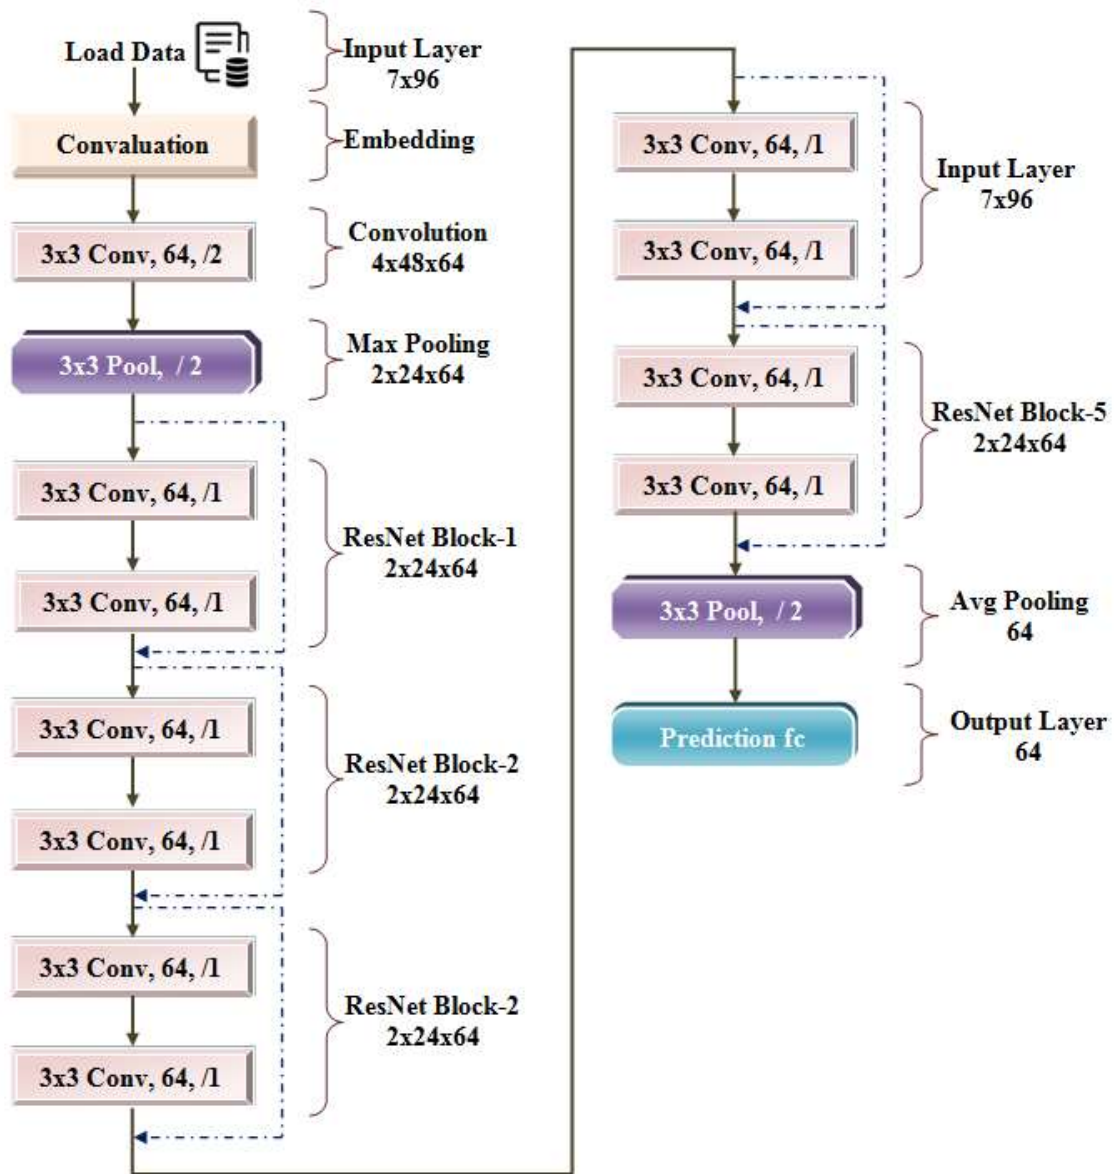 Load Data
Input Layer
7x96
Convaluation
Embedding
3x3 Conv, 64, /2
Convolution
4x48x64
3x3 Pool, / 2
Max Pooling
2x24x64
3x3 Conv, 64, /1
3x3 Conv, 64, /1
ResNet Block-1
2x24x64
3x3 Conv, 64, /1
3x3 Conv, 64, /1
ResNet Block-2
2x24x64
3x3 Conv, 64, /1
3x3 Conv, 64, /1
ResNet Block-2
2x24x64
3x3 Conv, 64, /1
3x3 Conv, 64, /1
Input Layer
7x96
3x3 Conv, 64, /1
3x3 Conv, 64, /1
ResNet Block-5
2x24x64
3x3 Pool, / 2
Avg Pooling
64
Prediction fc
Output Layer
64